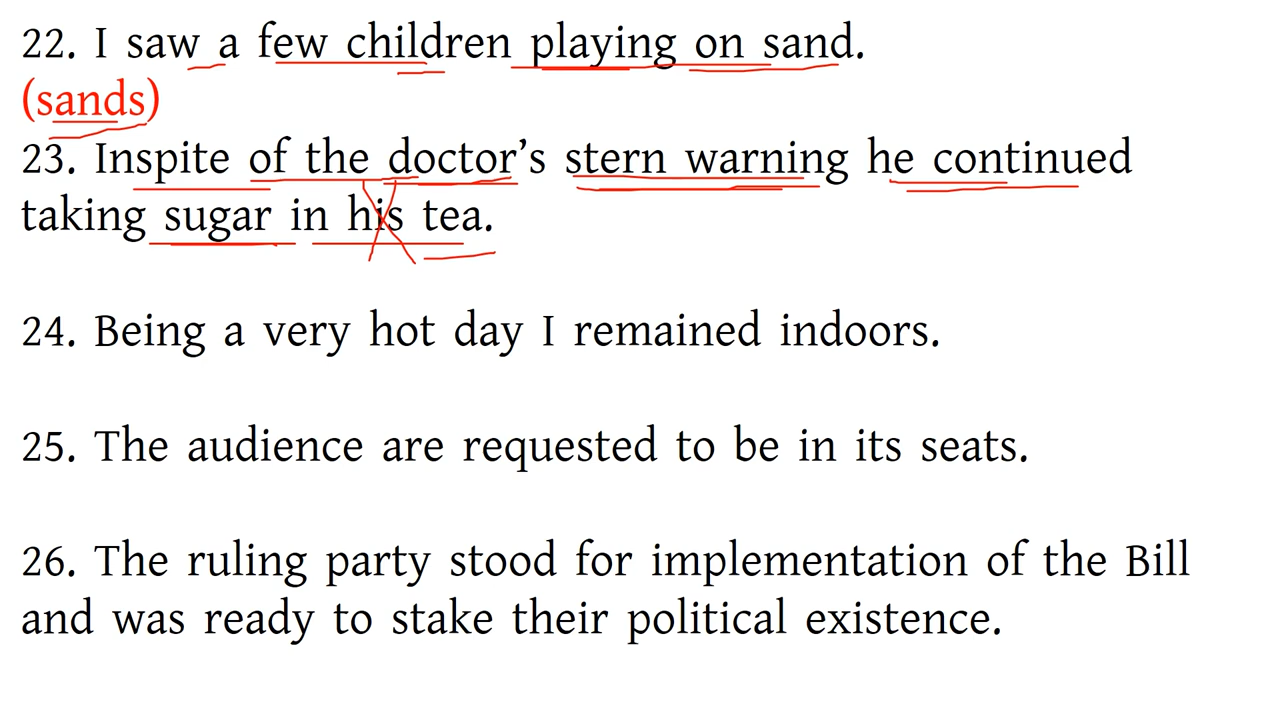 22. I saw a few children playing on sand.
(sands)
23. Inspite of the doctor’s stern warning he continued
taking sugar in his tea.
24. Being a very hot day I remained indoors.
25. The audience are requested to be in its seats.
26. The ruling party stood for implementation of the Bill
and was ready to stake their political existence.